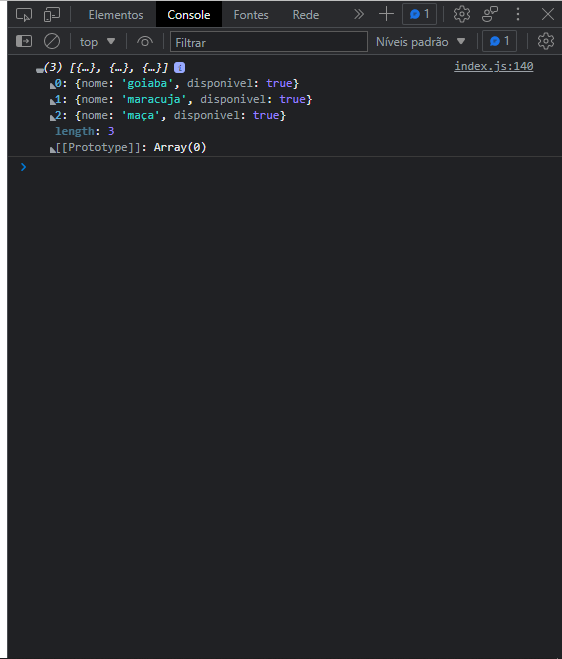 Elementos Console Fontes Rede 1
top Filtrar Níveis padrão 1
(3) [{…}, {…}, {…}] i index.js:140
0: {nome: 'goiaba', disponivel: true}
1: {nome: 'maracuja', disponivel: true}
2: {nome: 'maça', disponivel: true}
length: 3
[[Prototype]]: Array(0)